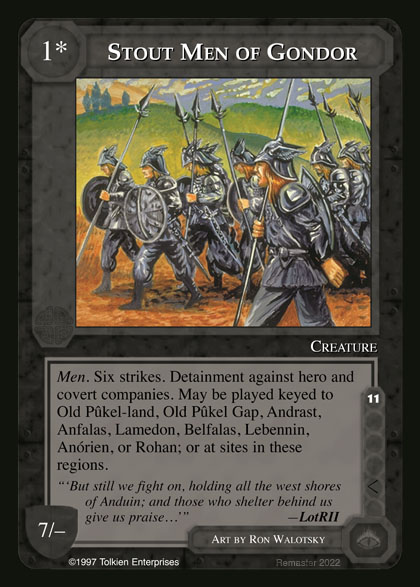 1*
STOUT MEN OF GONDOR
CREATURE
Men. Six strikes. Detainment against hero and
covert companies. May be played keyed to
Old Pûkel-land, Old Pûkel Gap, Andrast,
Anfalas, Lamedon, Belfalas, Lebennin,
Anórien, or Rohan; or at sites in these
regions.
11
“‘But still we fight on, holding all the west shores
of Anduin; and those who shelter behind us
give us praise…’” —LotRII
7/–
ART BY RON WALOTSKY
©1997 Tolkien Enterprises
Remaster 2022